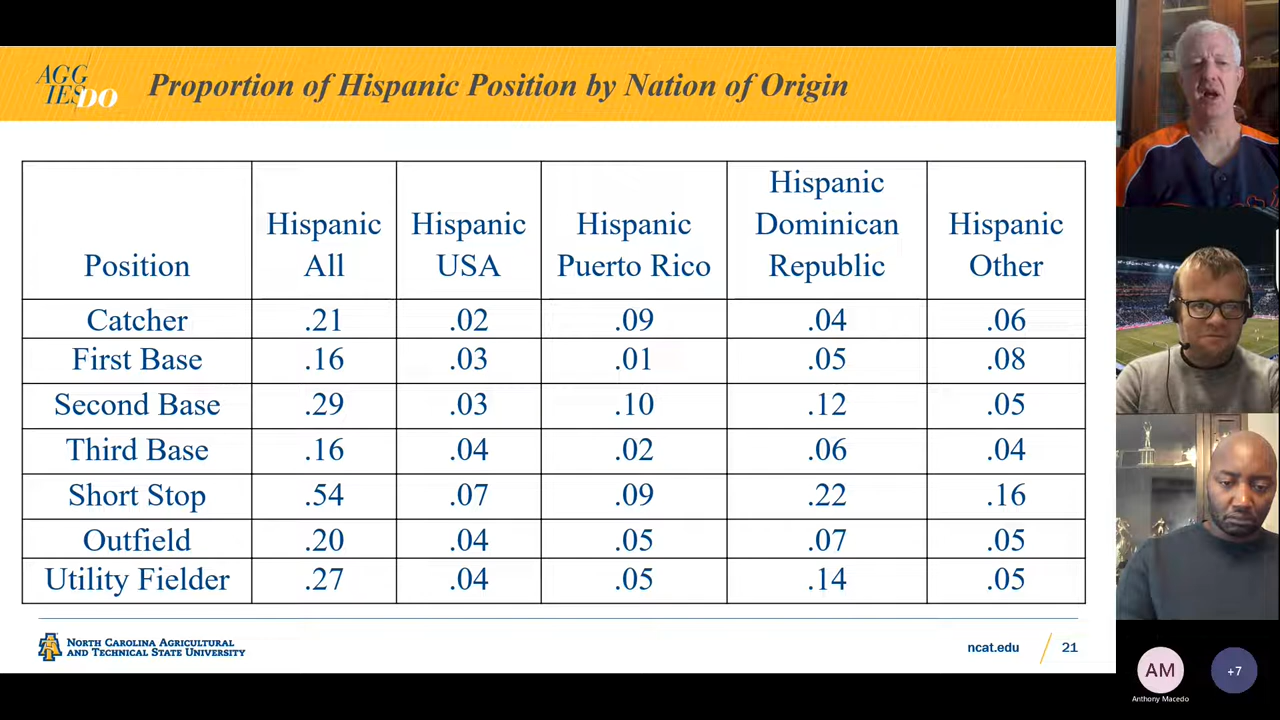 AGG
IESDO
Proportion of Hispanic Position by Nation of Origin
Position
Hispanic
All
Hispanic
USA
Hispanic
Puerto Rico
Hispanic
Dominican
Republic
Hispanic
Other
Catcher .21 .02 .09 .04 .06
First Base .16 .03 .01 .05 .08
Second Base .29 .03 .10 .12 .05
Third Base .16 .04 .02 .06 .04
Short Stop .54 .07 .09 .22 .16
Outfield .20 .04 .05 .07 .05
Utility Fielder .27 .04 .05 .14 .05
NORTH CAROLINA AGRICULTURAL
AND TECHNICAL STATE UNIVERSITY
ncat.edu
21
AM
Anthony Macedo
+7